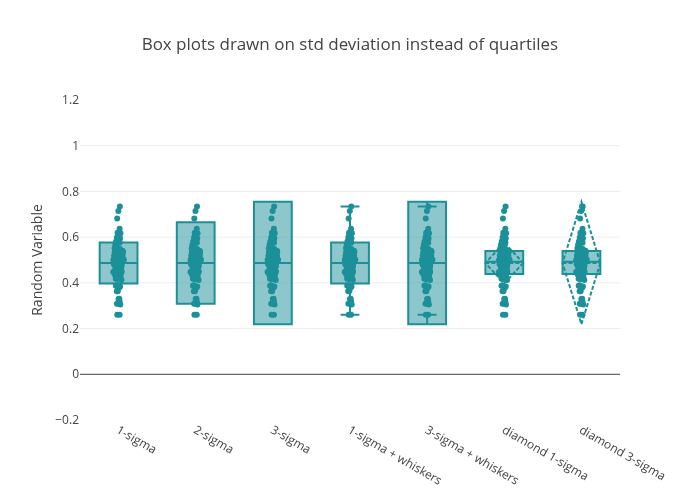 Box plots drawn on std deviation instead of quartiles
Random Variable
1.2
1
0.8
0.6
0.4
0.2
0
−0.2
1-sigma
2-sigma
3-sigma
1-sigma + whiskers
3-sigma + whiskers
diamond 1-sigma
diamond 3-sigma